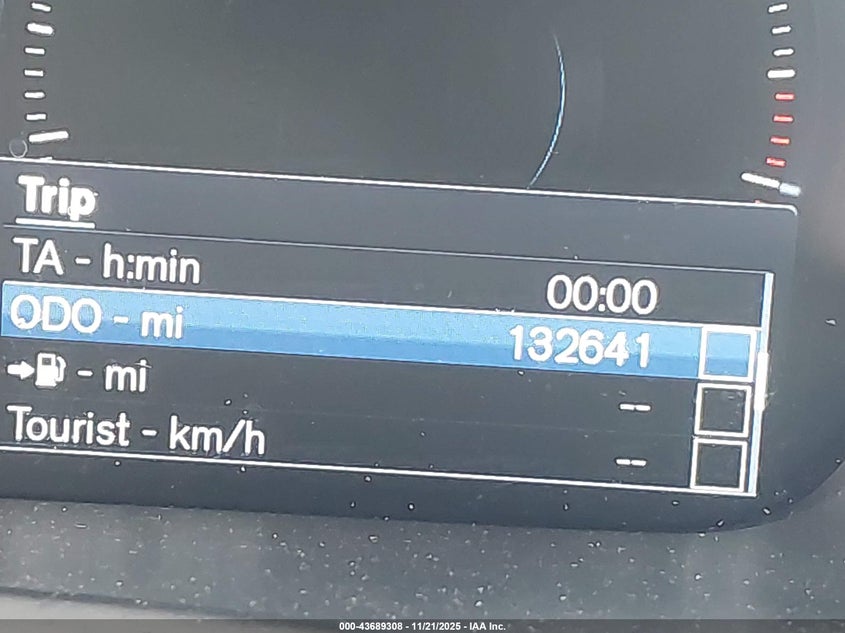 Trip
TA - h:min 00:00
ODO - mi 132641
- mi --
Tourist - km/h --
000-43689308 - 11/21/2025 - IAA Inc.